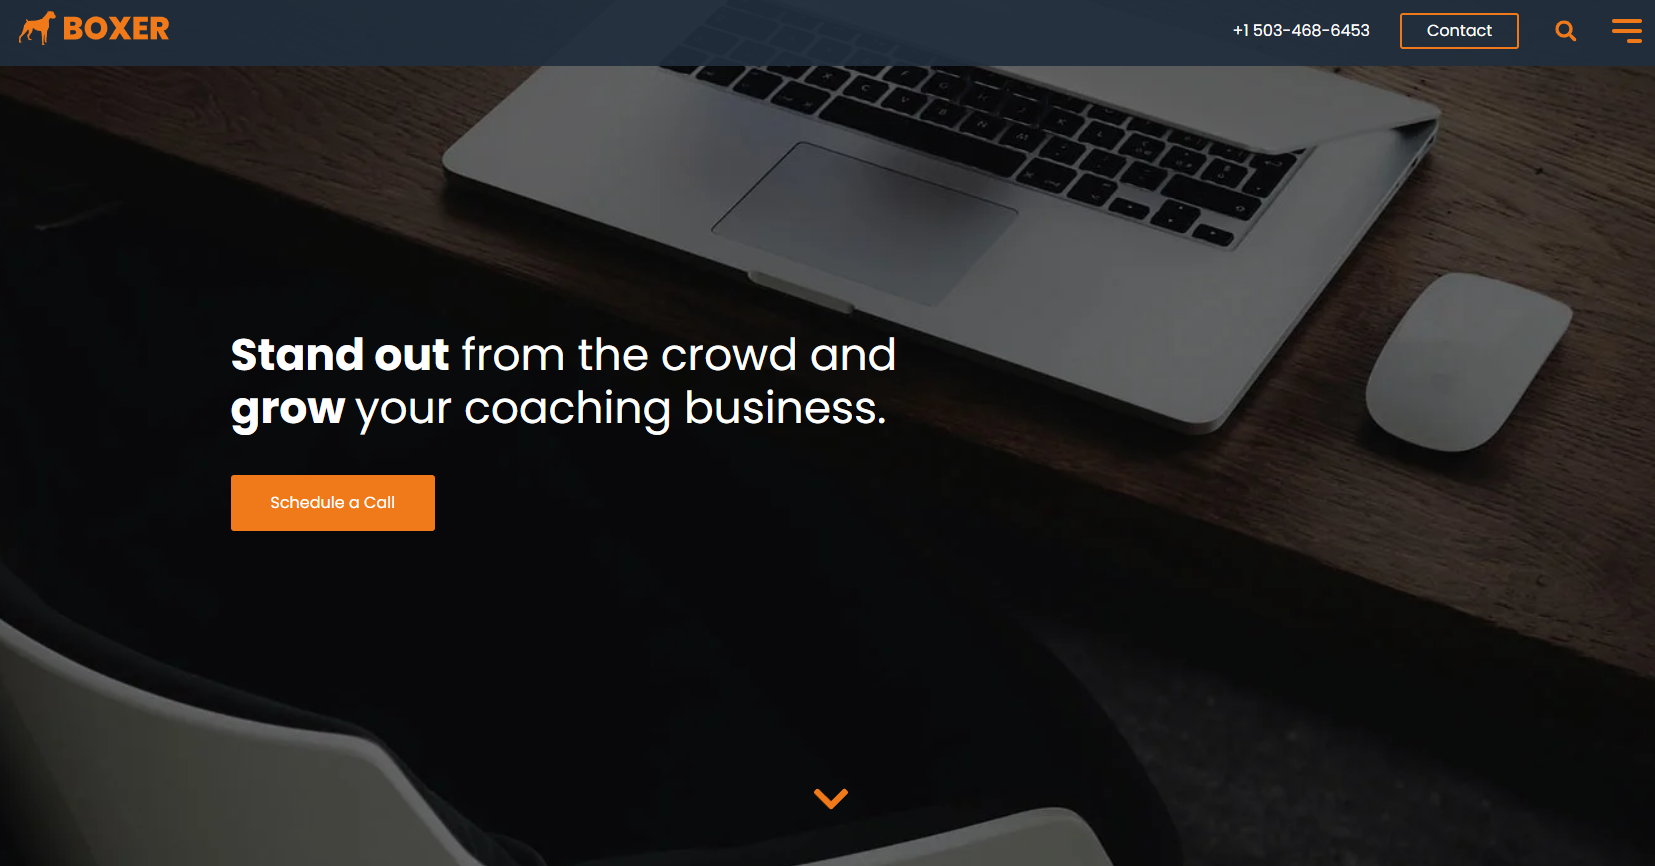 BOXER
+1 503-468-6453
Contact
Stand out from the crowd and
grow your coaching business.
Schedule a Call